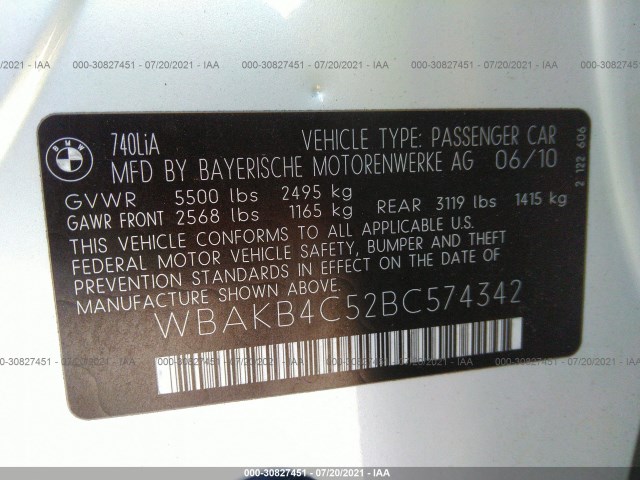 000-30827451 - 07/20/2021 - IAA
BMW
740LiA
VEHICLE TYPE: PASSENGER CAR
MFD BY BAYERISCHE MOTORENWERKE AG 06/10
GVWR 5500 lbs 2495 kg
GAWR FRONT 2568 lbs 1165 kg REAR 3119 lbs 1415 kg
THIS VEHICLE CONFORMS TO ALL APPLICABLE U.S.
FEDERAL MOTOR VEHICLE SAFETY, BUMPER AND THEFT
PREVENTION STANDARDS IN EFFECT ON THE DATE OF
MANUFACTURE SHOWN ABOVE.
WBAKB4C52BC574342
2 122 606
000-30827451 - 07/20/2021 - IAA